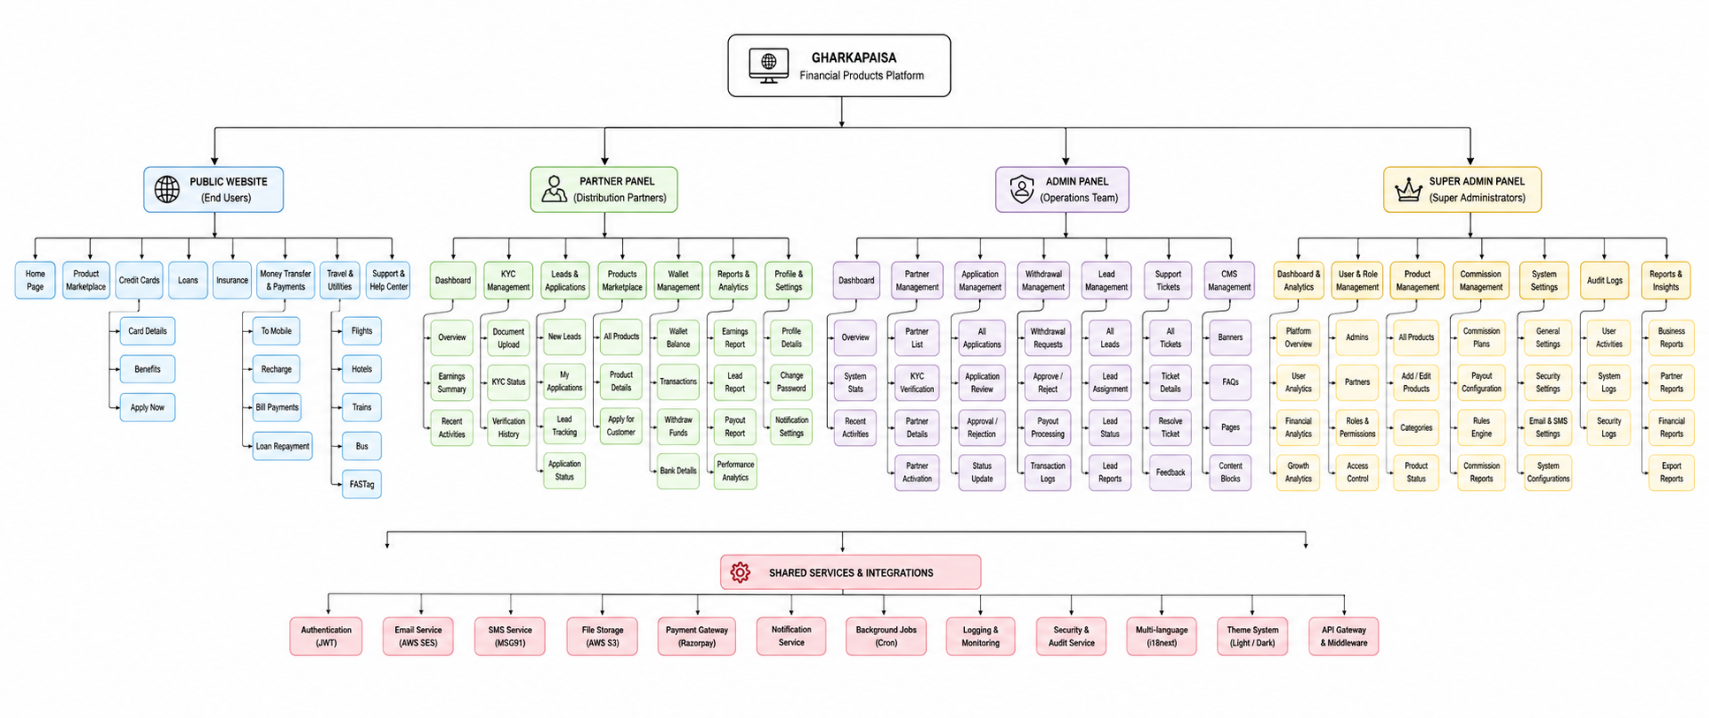 GHARKAPAISA
Financial Products Platform
PUBLIC WEBSITE
(End Users)
PARTNER PANEL
(Distribution Partners)
ADMIN PANEL
(Operations Team)
SUPER ADMIN PANEL
(Super Administrators)
Home
Page
Product
Marketplace
Credit Cards
Loans
Insurance
Money Transfer
& Payments
Travel &
Utilities
Support &
Help Center
Card Details
Benefits
Apply Now
To Mobile
Recharge
Bill Payments
Loan Repayment
Flights
Hotels
Trains
Bus
FASTag
Dashboard
KYC
Management
Leads &
Applications
Products
Marketplace
Wallet
Management
Reports &
Analytics
Profile &
Settings
Overview
Earnings
Summary
Recent
Activities
Document
Upload
KYC Status
Verification
History
New Leads
My
Applications
Lead
Tracking
Application
Status
All Products
Product
Details
Apply for
Customer
Wallet
Balance
Transactions
Withdraw
Funds
Bank Details
Earnings
Report
Lead
Report
Payout
Report
Performance
Analytics
Profile
Details
Change
Password
Notification
Settings
Dashboard
Partner
Management
Application
Management
Withdrawal
Management
Lead
Management
Support
Tickets
CMS
Management
Overview
System
Stats
Recent
Activities
Partner
List
KYC
Verification
Partner
Details
Partner
Activation
All
Applications
Application
Review
Approval /
Rejection
Status
Update
Withdrawal
Requests
Approve /
Reject
Payout
Processing
Transaction
Logs
All
Leads
Lead
Assignment
Lead
Status
Lead
Reports
All
Tickets
Ticket
Details
Resolve
Ticket
Feedback
Banners
FAQs
Pages
Content
Blocks
Dashboard &
Analytics
User & Role
Management
Product
Management
Commission
Management
System
Settings
Audit Logs
Reports &
Insights
Platform
Overview
User
Analytics
Financial
Analytics
Growth
Analytics
Admins
Partners
Roles &
Permissions
Access
Control
All Products
Add / Edit
Products
Categories
Product
Status
Commission
Plans
Payout
Configuration
Rules
Engine
Commission
Reports
General
Settings
Security
Settings
Email & SMS
Settings
System
Configurations
User
Activities
System
Logs
Security
Logs
Business
Reports
Partner
Reports
Financial
Reports
Export
Reports
SHARED SERVICES & INTEGRATIONS
Authentication
(JWT)
Email Service
(AWS SES)
SMS Service
(MSG91)
File Storage
(AWS S3)
Payment Gateway
(Razorpay)
Notification
Service
Background Jobs
(Cron)
Logging &
Monitoring
Security &
Audit Service
Multi-language
(i18next)
Theme System
(Light / Dark)
API Gateway
& Middleware